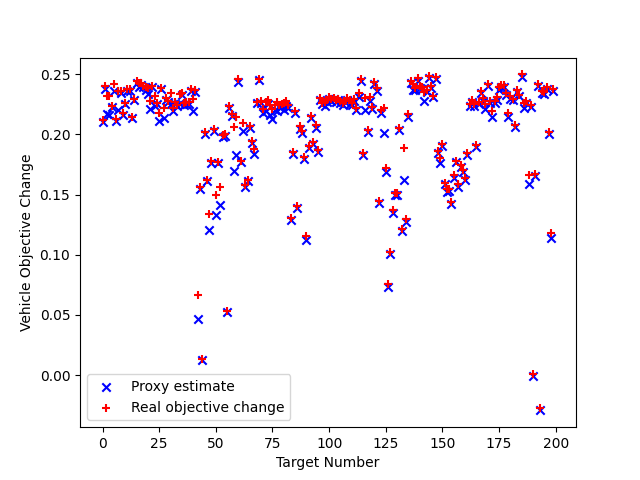 0.25
0.20
0.15
0.10
0.05
0.00
Vehicle Objective Change
Proxy estimate
Real objective change
0 25 50 75 100 125 150 175 200
Target Number